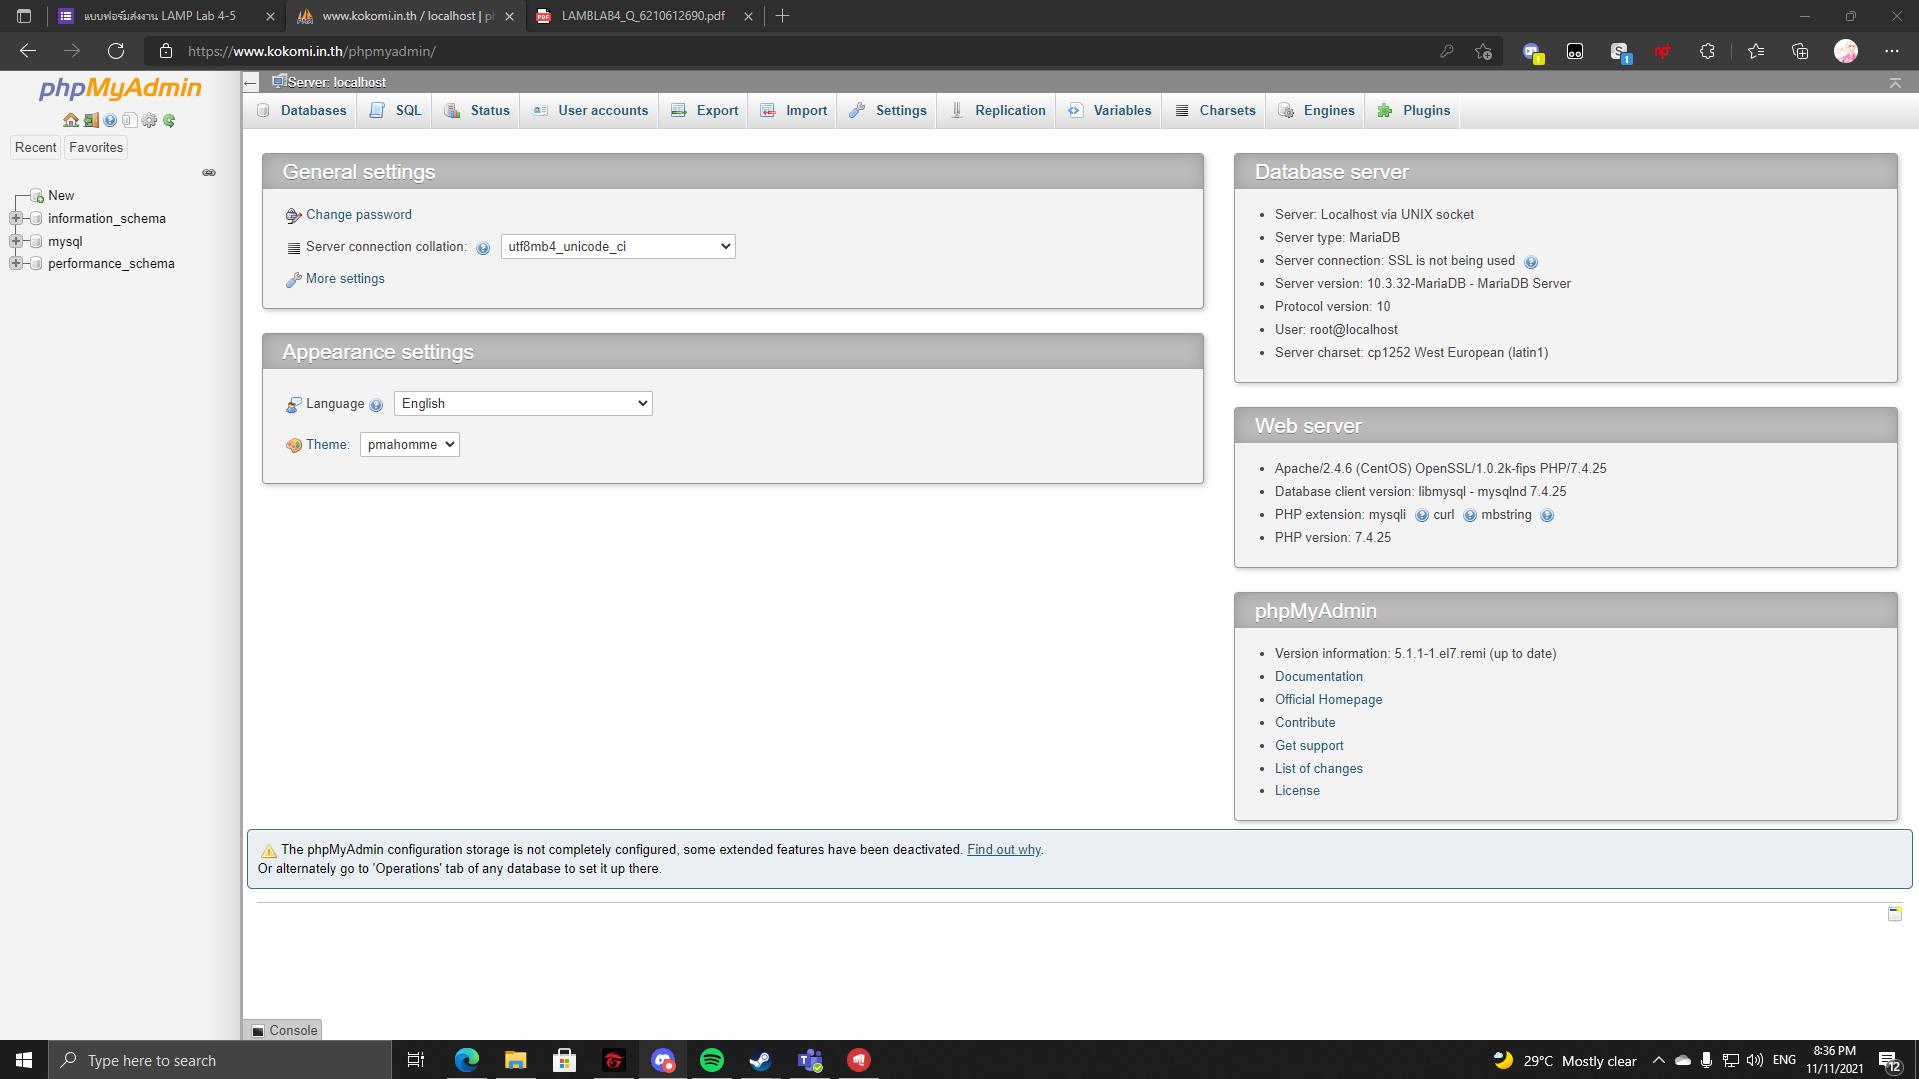 แบบฟอร์มส่งงาน LAMP Lab 4-5
www.kokomi.in.th / localhost | p
LAMBLAB4_Q_6210612690.pdf
https://www.kokomi.in.th/phpmyadmin/
phpMyAdmin
Recent
Favorites
New
information_schema
mysql
performance_schema
Server: localhost
Databases
SQL
Status
User accounts
Export
Import
Settings
Replication
Variables
Charsets
Engines
Plugins
General settings
Change password
Server connection collation:
utf8mb4_unicode_ci
More settings
Appearance settings
Language
English
Theme:
pmahomme
Database server
Server: Localhost via UNIX socket
Server type: MariaDB
Server connection: SSL is not being used
Server version: 10.3.32-MariaDB - MariaDB Server
Protocol version: 10
User: root@localhost
Server charset: cp1252 West European (latin1)
Web server
Apache/2.4.6 (CentOS) OpenSSL/1.0.2k-fips PHP/7.4.25
Database client version: libmysql - mysqlnd 7.4.25
PHP extension: mysqli curl mbstring
PHP version: 7.4.25
phpMyAdmin
Version information: 5.1.1-1.el7.remi (up to date)
Documentation
Official Homepage
Contribute
Get support
List of changes
License
The phpMyAdmin configuration storage is not completely configured, some extended features have been deactivated. Find out why.
Or alternately go to 'Operations' tab of any database to set it up there.
Console
Type here to search
29°C Mostly clear
ENG
8:36 PM
11/11/2021
12